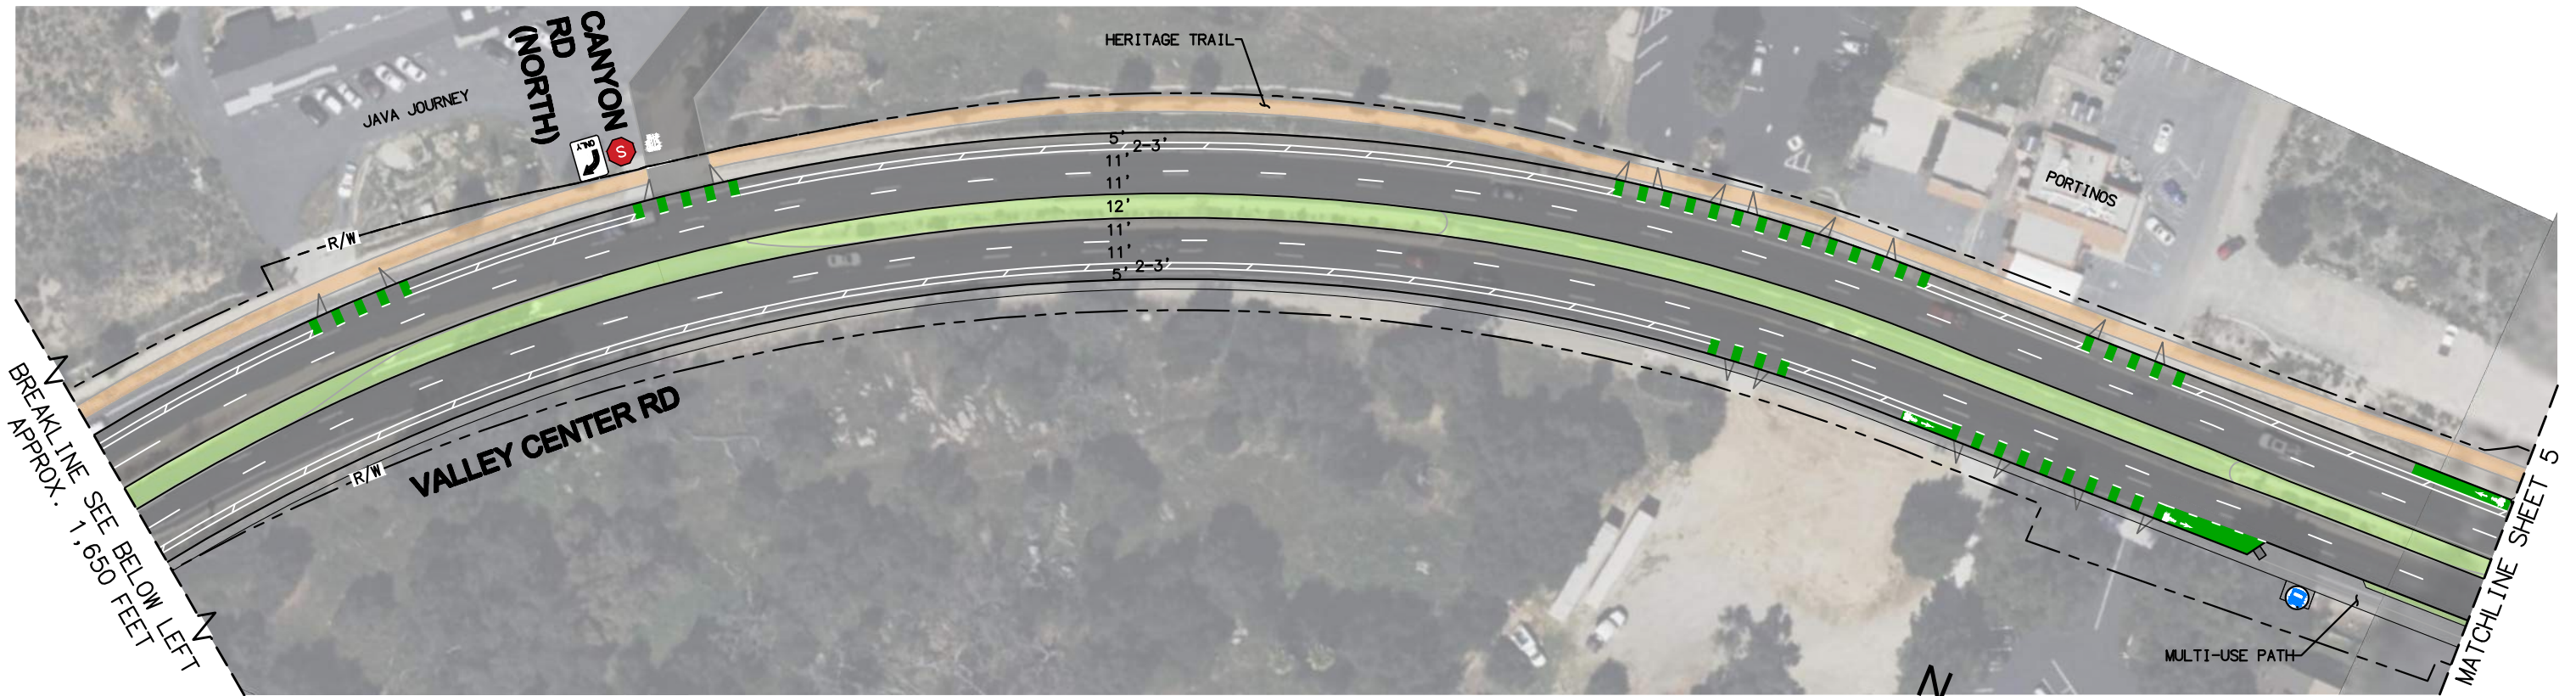 CANYON
RD
(NORTH)
HERITAGE TRAIL
JAVA JOURNEY
ONLY
S
R/W
5'
2-3'
11'
11'
12'
11'
11'
2-3'
5'
PORTINOS
R/W
VALLEY CENTER RD
BREAKLINE SEE BELOW LEFT
APPROX. 1,650 FEET
MATCHLINE SHEET 5
MULTI-USE PATH
N